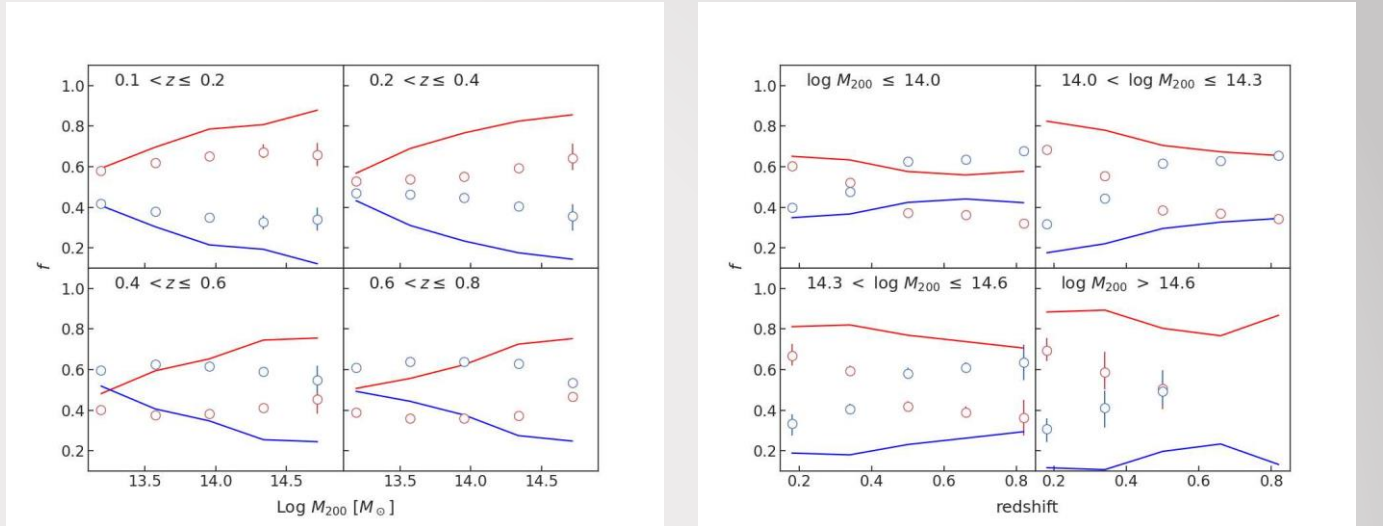 0.1 < z ≤ 0.2
0.2 < z ≤ 0.4
1.0
0.8
0.6
0.4
0.2
f
0.4 < z ≤ 0.6
0.6 < z ≤ 0.8
1.0
0.8
0.6
0.4
0.2
13.5 14.0 14.5 13.5 14.0 14.5
Log M₂₀₀ [M☉]
log M₂₀₀ ≤ 14.0
14.0 < log M₂₀₀ ≤ 14.3
1.0
0.8
0.6
0.4
0.2
f
14.3 < log M₂₀₀ ≤ 14.6
log M₂₀₀ > 14.6
1.0
0.8
0.6
0.4
0.2
0.2 0.4 0.6 0.8 0.2 0.4 0.6 0.8
redshift